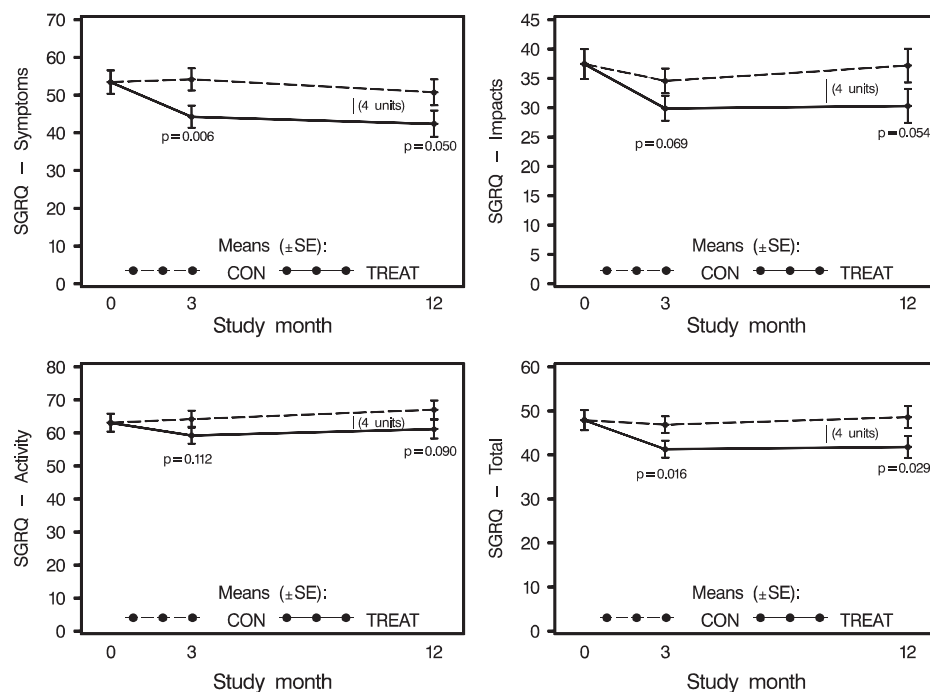 SGRQ – Symptoms
70
60
50
40
30
20
10
0
(4 units)
p=0.006
p=0.050
Means (±SE):
CON TREAT
0 3 12
Study month
SGRQ – Impacts
45
40
35
30
25
20
15
10
5
0
(4 units)
p=0.069
p=0.054
Means (±SE):
CON TREAT
0 3 12
Study month
SGRQ – Activity
80
70
60
50
40
30
20
10
0
(4 units)
p=0.112
p=0.090
Means (±SE):
CON TREAT
0 3 12
Study month
SGRQ – Total
60
50
40
30
20
10
0
(4 units)
p=0.016
p=0.029
Means (±SE):
CON TREAT
0 3 12
Study month